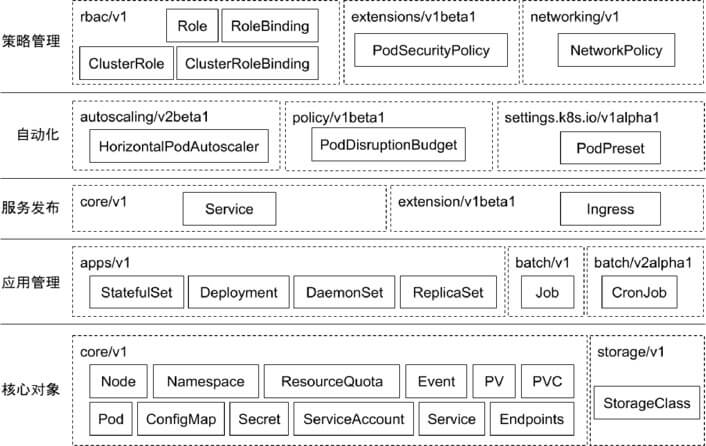 策略管理
rbac/v1
Role
RoleBinding
ClusterRole
ClusterRoleBinding
extensions/v1beta1
PodSecurityPolicy
networking/v1
NetworkPolicy
自动化
autoscaling/v2beta1
HorizontalPodAutoscaler
policy/v1beta1
PodDisruptionBudget
settings.k8s.io/v1alpha1
PodPreset
服务发布
core/v1
Service
extension/v1beta1
Ingress
应用管理
apps/v1
StatefulSet
Deployment
DaemonSet
ReplicaSet
batch/v1
Job
batch/v2alpha1
CronJob
核心对象
core/v1
Node
Namespace
ResourceQuota
Event
PV
PVC
Pod
ConfigMap
Secret
ServiceAccount
Service
Endpoints
storage/v1
StorageClass